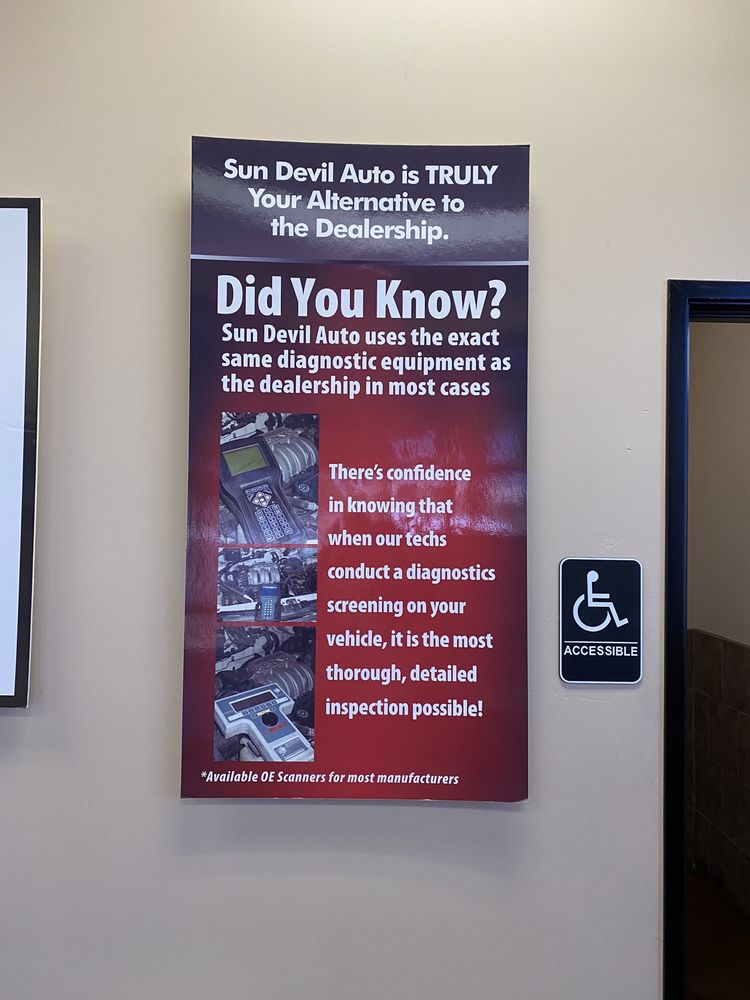 Sun Devil Auto is TRULY
Your Alternative to
the Dealership.
Did You Know?
Sun Devil Auto uses the exact
same diagnostic equipment as
the dealership in most cases
There's confidence
in knowing that
when our techs
conduct a diagnostics
screening on your
vehicle, it is the most
thorough, detailed
inspection possible!
*Available OE Scanners for most manufacturers
ACCESSIBLE